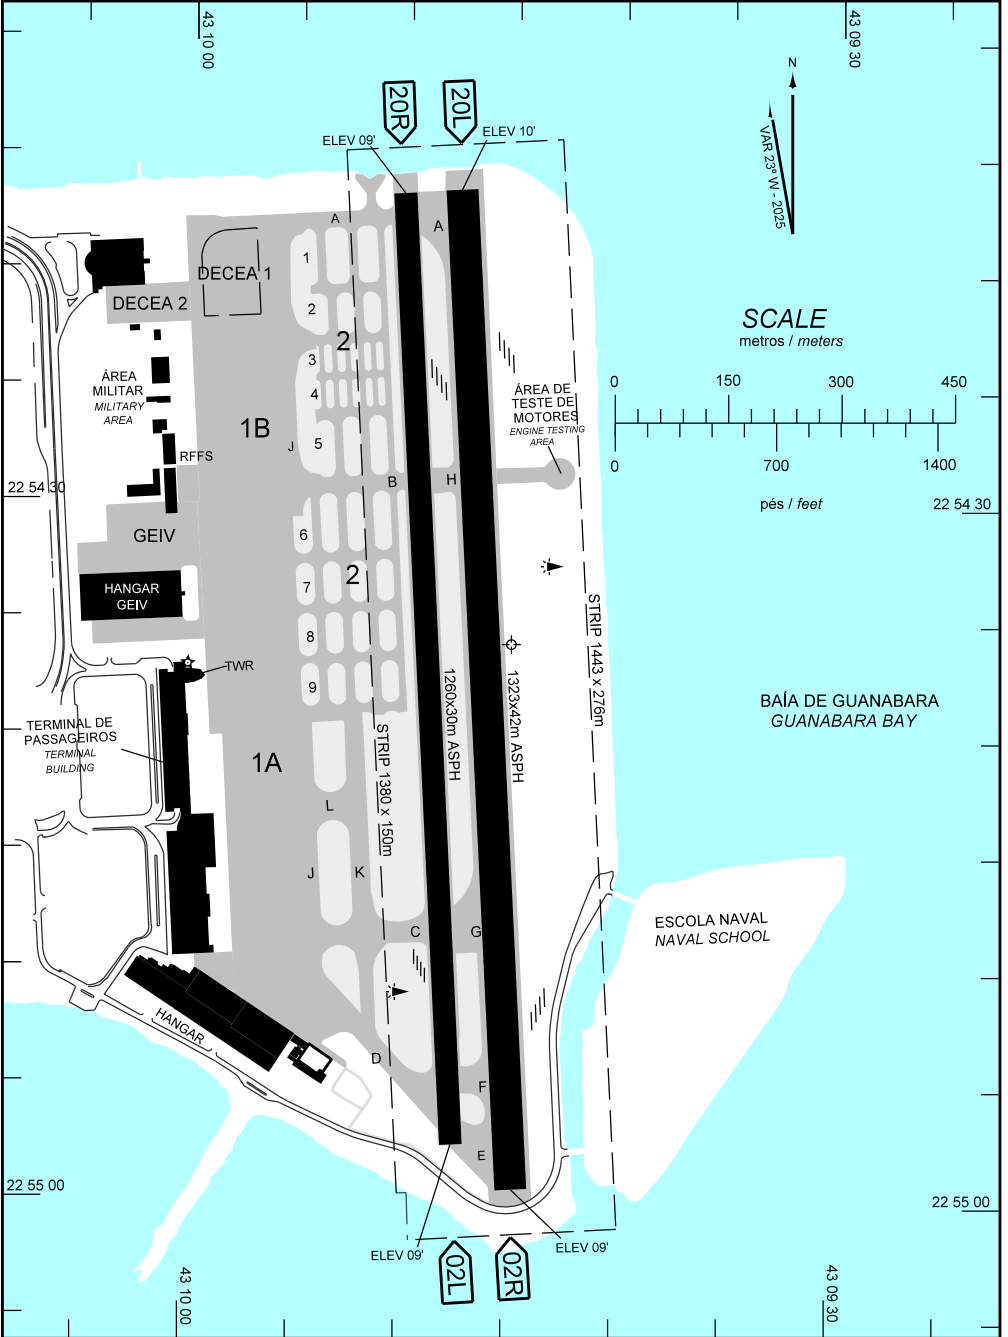 43 10 00
43 09 30
N
VAR 23° W - 2025
20R
20L
ELEV 09'
ELEV 10'
A
A
1
DECEA 1
DECEA 2
2
2
3
4
5
SCALE
metros / meters
0 150 300 450
0 700 1400
pés / feet
ÁREA
MILITAR
MILITARY
AREA
ÁREA DE
TESTE DE
MOTORES
ENGINE TESTING
AREA
1B
J
RFFS
B
H
22 54 30
22 54 30
GEIV
6
HANGAR
GEIV
7
2
8
9
TWR
STRIP 1443 x 276m
1260x30m ASPH
1323x42m ASPH
STRIP 1380 x 150m
BAÍA DE GUANABARA
GUANABARA BAY
TERMINAL DE
PASSAGEIROS
TERMINAL
BUILDING
1A
L
J
K
C
G
ESCOLA NAVAL
NAVAL SCHOOL
HANGAR
D
F
E
22 55 00
22 55 00
ELEV 09'
ELEV 09'
02L
02R
43 10 00
43 09 30